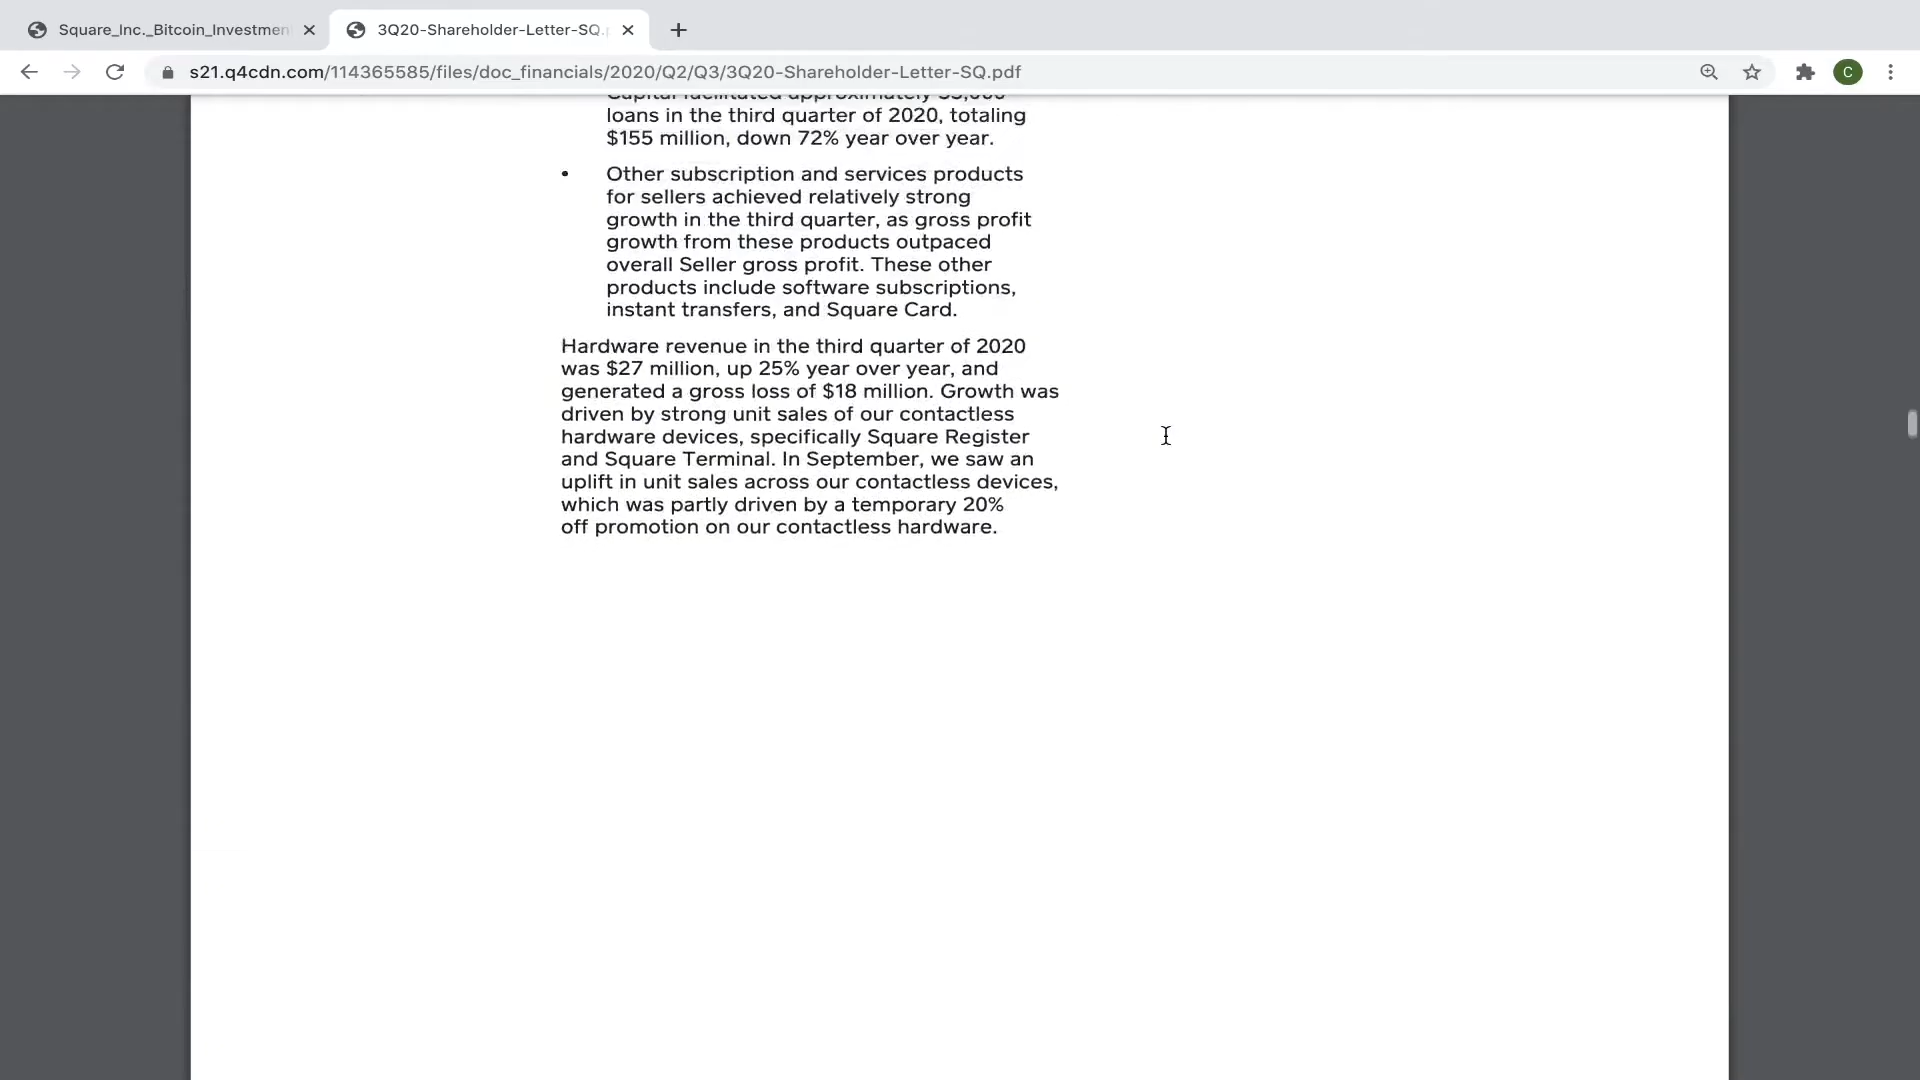 Square_Inc._Bitcoin_Investmen
3Q20-Shareholder-Letter-SQ.p
s21.q4cdn.com/114365585/files/doc_financials/2020/Q2/Q3/3Q20-Shareholder-Letter-SQ.pdf
C
Capital facilitated approximately
loans in the third quarter of 2020, totaling
$155 million, down 72% year over year.
• Other subscription and services products
for sellers achieved relatively strong
growth in the third quarter, as gross profit
growth from these products outpaced
overall Seller gross profit. These other
products include software subscriptions,
instant transfers, and Square Card.
Hardware revenue in the third quarter of 2020
was $27 million, up 25% year over year, and
generated a gross loss of $18 million. Growth was
driven by strong unit sales of our contactless
hardware devices, specifically Square Register
and Square Terminal. In September, we saw an
uplift in unit sales across our contactless devices,
which was partly driven by a temporary 20%
off promotion on our contactless hardware.